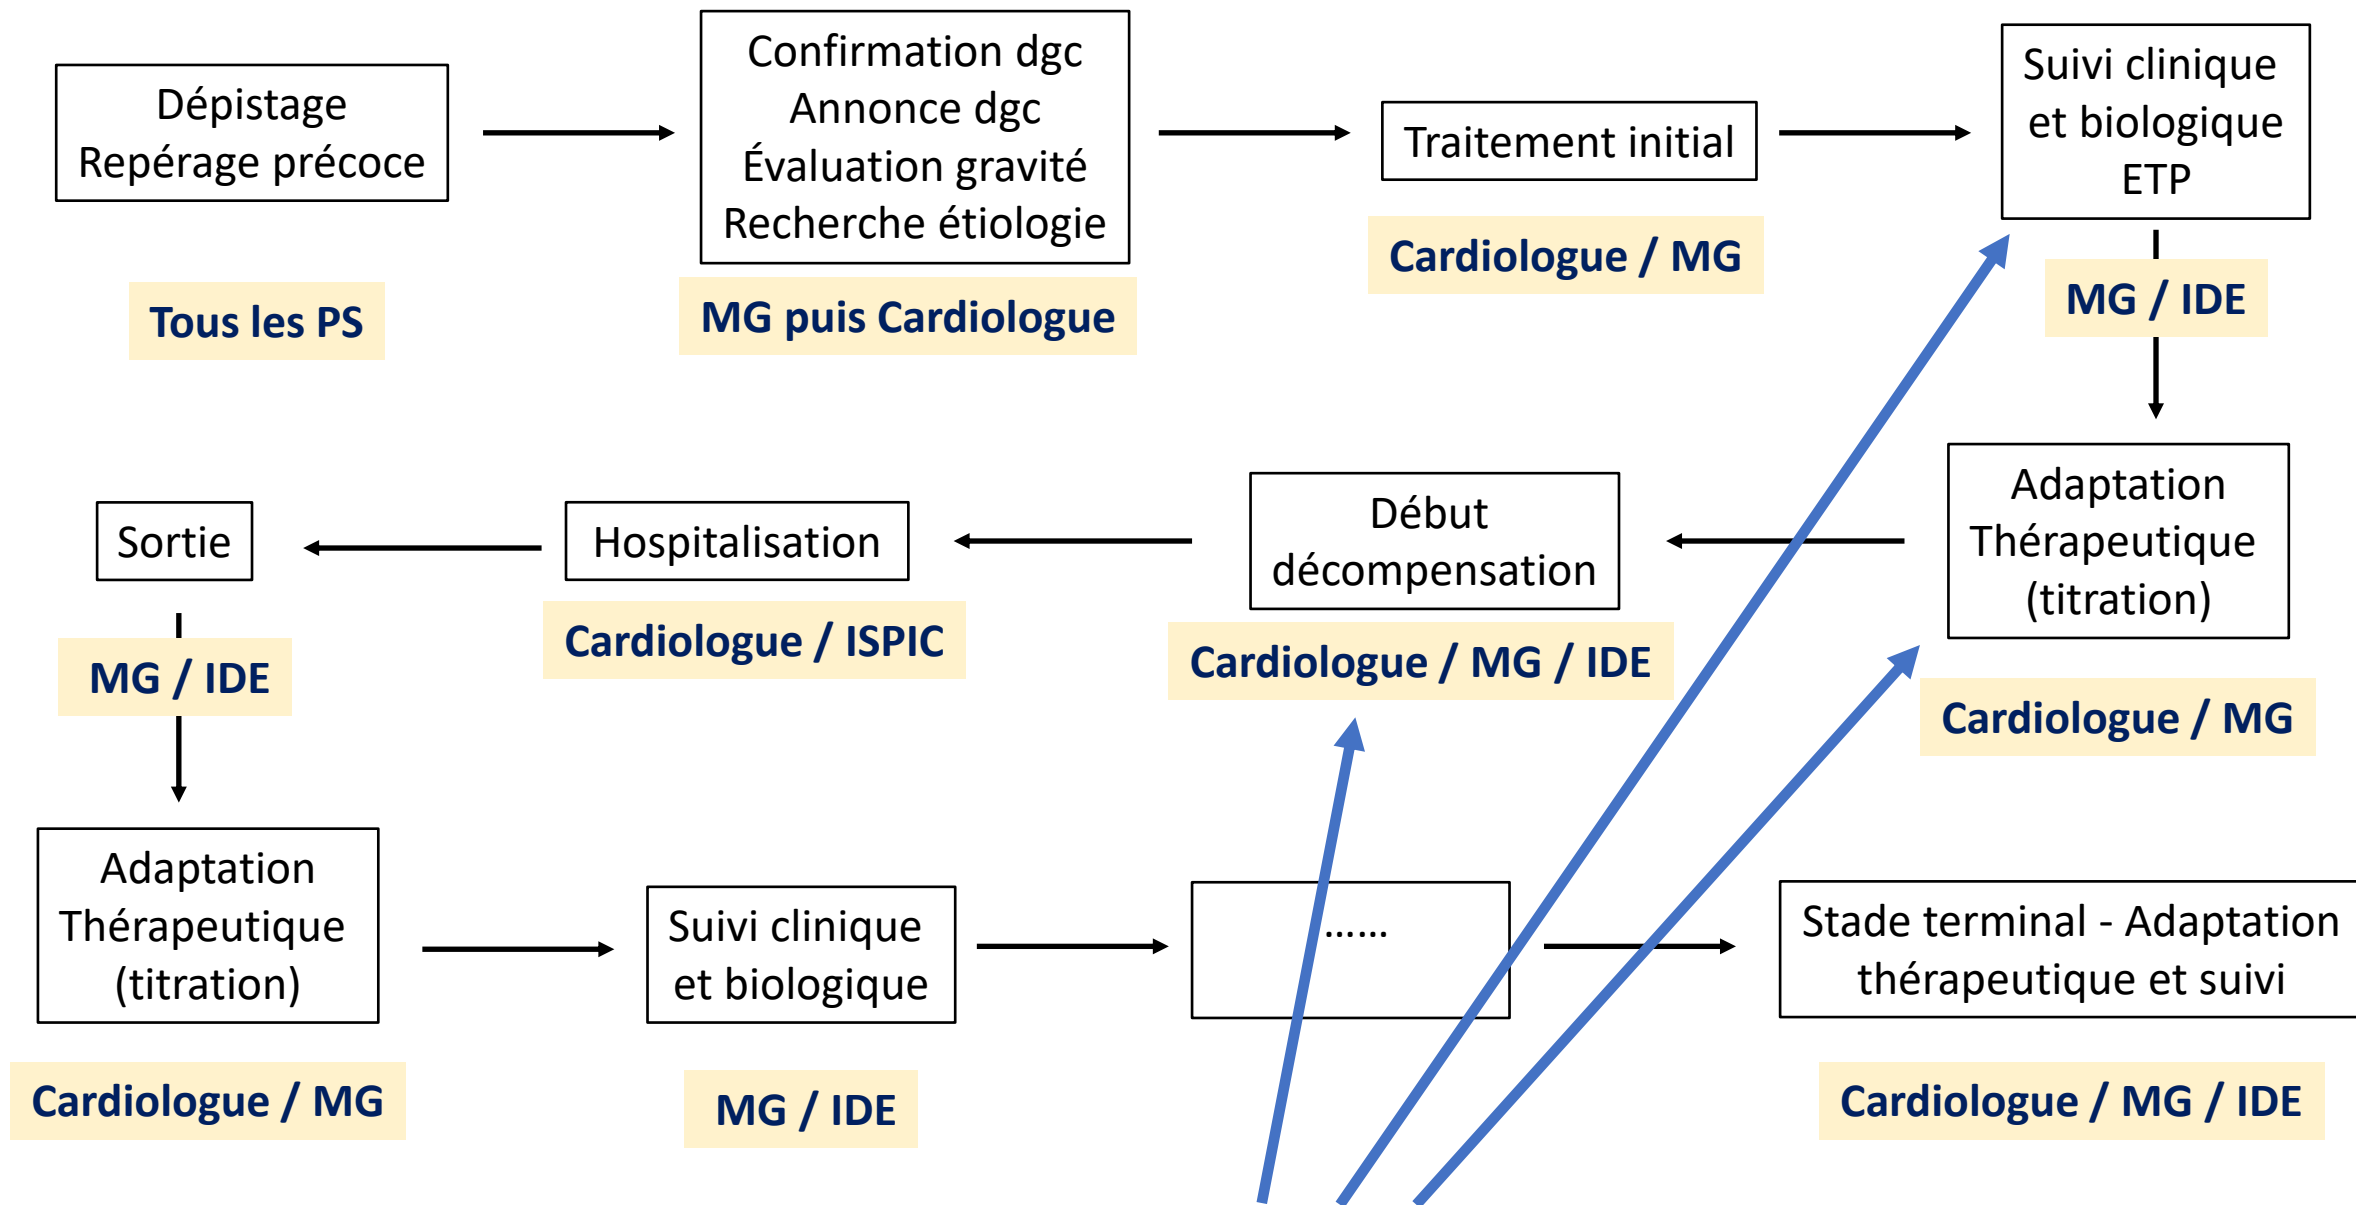 Dépistage
Repérage précoce
Tous les PS
Confirmation dgc
Annonce dgc
Évaluation gravité
Recherche étiologie
MG puis Cardiologue
Traitement initial
Cardiologue / MG
Suivi clinique
et biologique
ETP
MG / IDE
Adaptation
Thérapeutique
(titration)
Cardiologue / MG
Début
décompensation
Cardiologue / MG / IDE
Hospitalisation
Cardiologue / ISPIC
Sortie
MG / IDE
Adaptation
Thérapeutique
(titration)
Cardiologue / MG
Suivi clinique
et biologique
MG / IDE
......
Stade terminal - Adaptation
thérapeutique et suivi
Cardiologue / MG / IDE